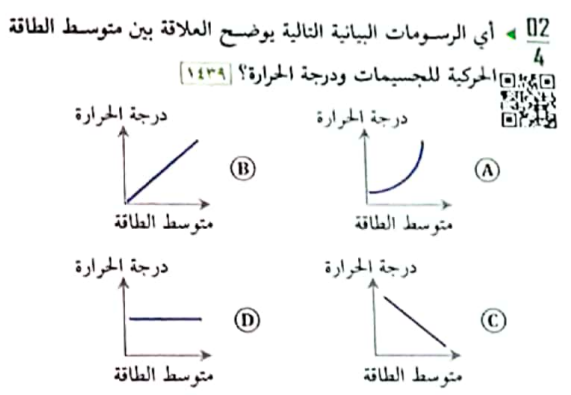 02 ◂ أي الرسومات البيانية التالية يوضح العلاقة بين متوسط الطاقة
4 الحركية للجسيمات ودرجة الحرارة؟ [١٤٣٩]
درجة الحرارة
A
متوسط الطاقة
درجة الحرارة
B
متوسط الطاقة
درجة الحرارة
C
متوسط الطاقة
درجة الحرارة
D
متوسط الطاقة